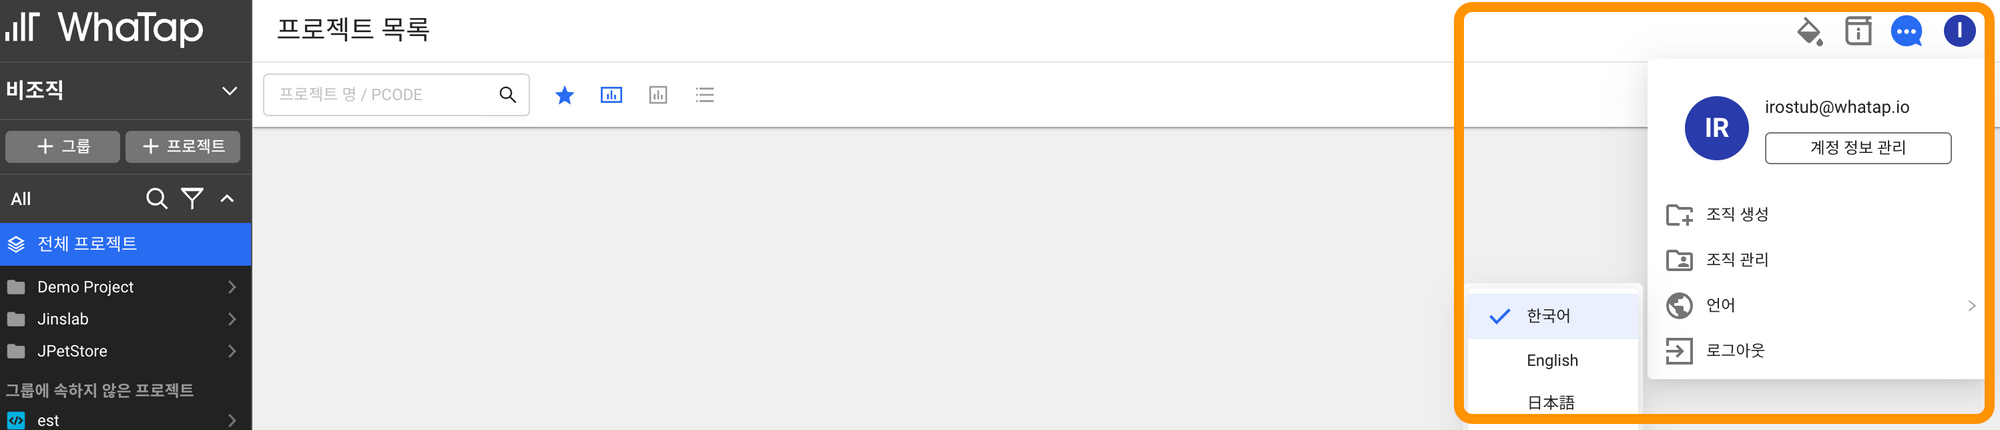 WhaTap
비조직
+ 그룹
+ 프로젝트
All
전체 프로젝트
Demo Project
Jinslab
JPetStore
그룹에 속하지 않은 프로젝트
est
프로젝트 목록
프로젝트 명 / PCODE
I
IR
irostub@whatap.io
계정 정보 관리
조직 생성
조직 관리
언어
로그아웃
한국어
English
日本語